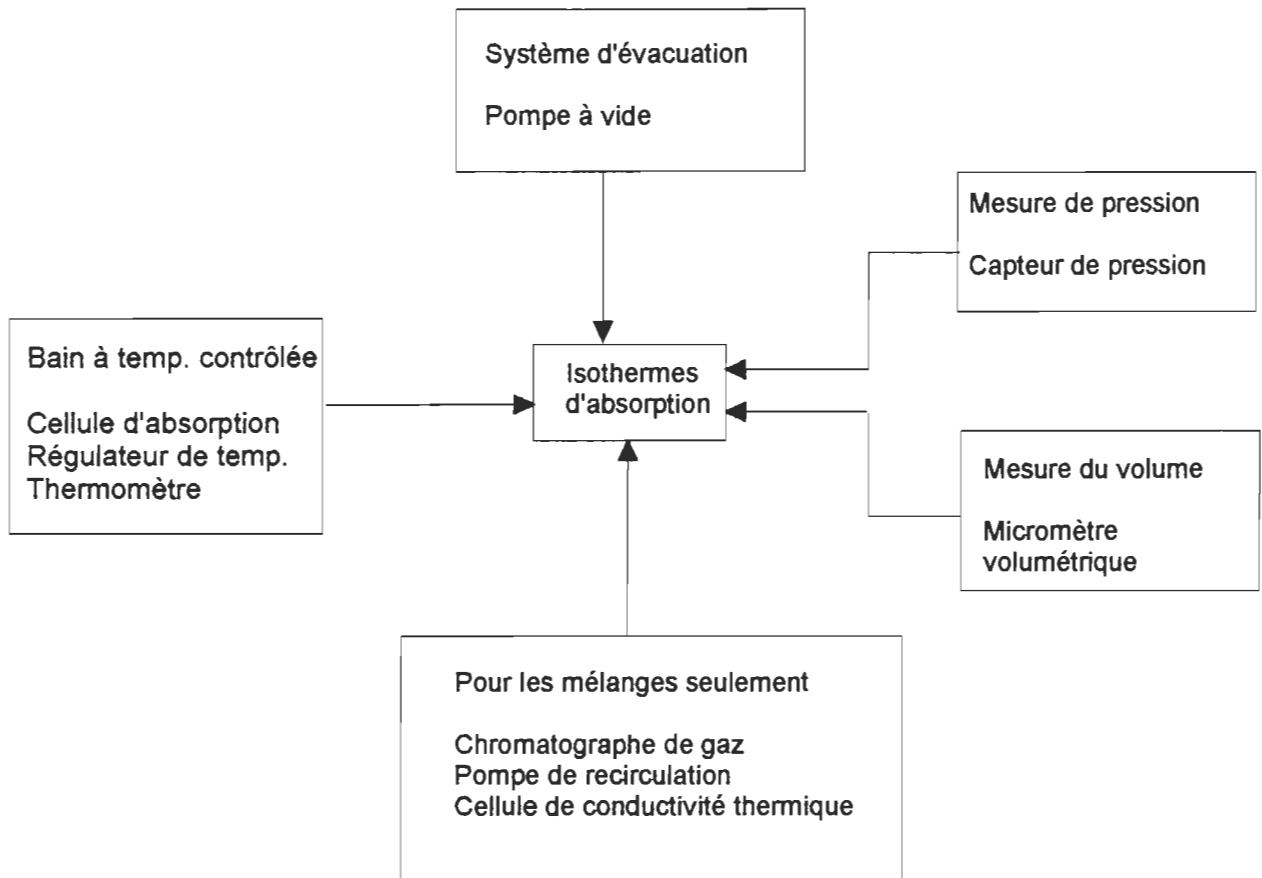 Système d'évacuation
Pompe à vide
Mesure de pression
Capteur de pression
Bain à temp. contrôlée
Cellule d'absorption
Régulateur de temp.
Thermomètre
Isothermes
d'absorption
Mesure du volume
Micromètre
volumétrique
Pour les mélanges seulement
Chromatographe de gaz
Pompe de recirculation
Cellule de conductivité thermique